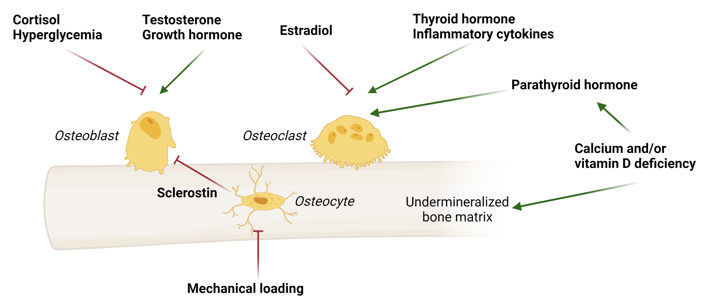 Cortisol
Hyperglycemia
Testosterone
Growth hormone
Estradiol
Thyroid hormone
Inflammatory cytokines
Parathyroid hormone
Osteoblast
Osteoclast
Calcium and/or
vitamin D deficiency
Sclerostin
Osteocyte
Undermineralized
bone matrix
Mechanical loading